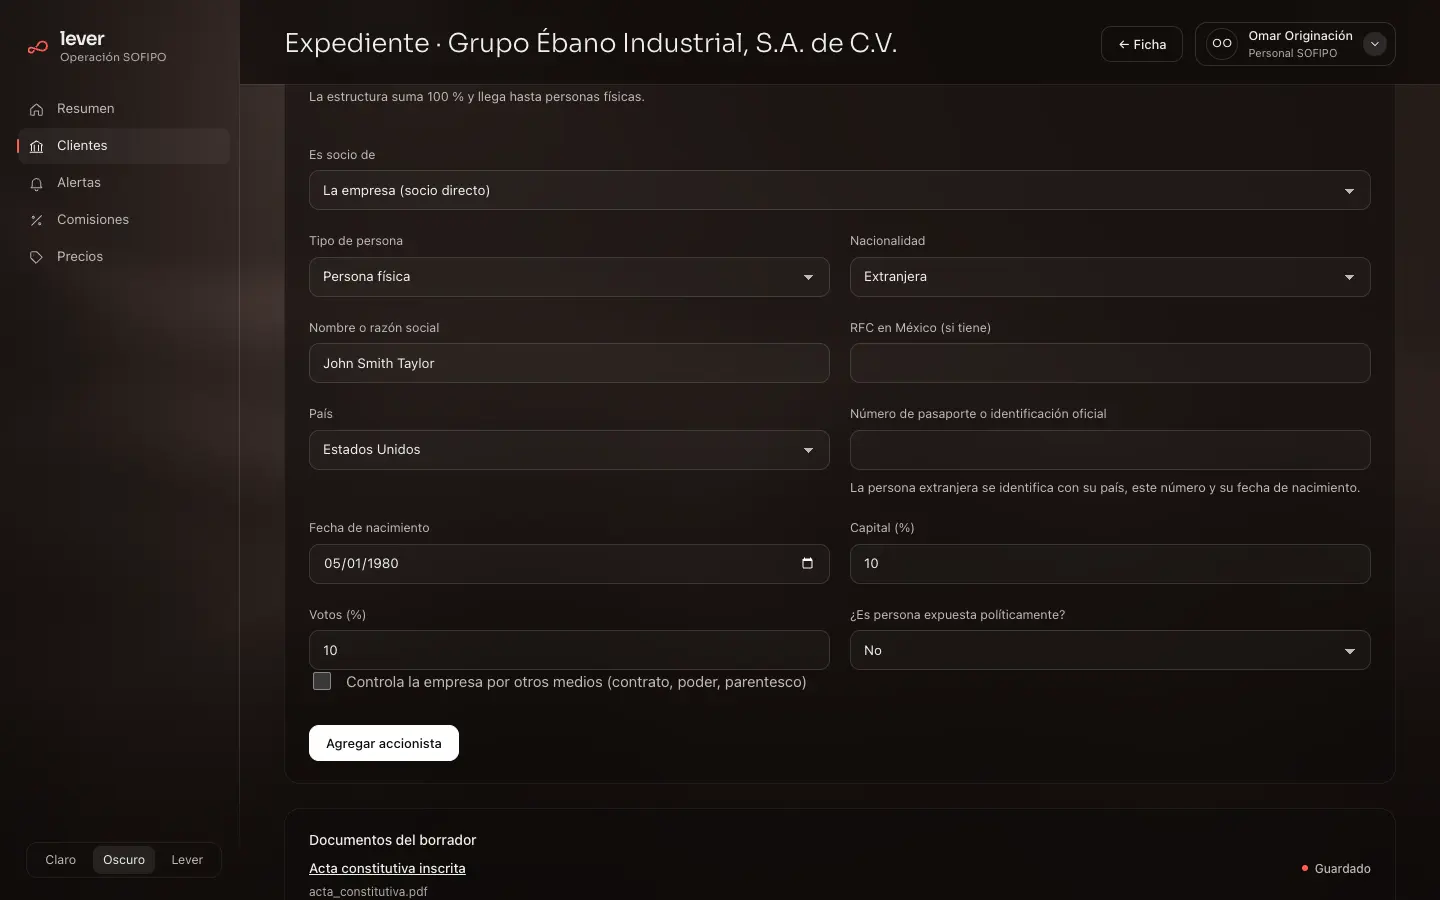 lever
Operación SOFIPO
Expediente · Grupo Ébano Industrial, S.A. de C.V.
← Ficha
OO
Omar Originación
Personal SOFIPO
Resumen
Clientes
Alertas
Comisiones
Precios
La estructura suma 100 % y llega hasta personas físicas.
Es socio de
La empresa (socio directo)
Tipo de persona
Nacionalidad
Persona física
Extranjera
Nombre o razón social
RFC en México (si tiene)
John Smith Taylor
País
Número de pasaporte o identificación oficial
Estados Unidos
La persona extranjera se identifica con su país, este número y su fecha de nacimiento.
Fecha de nacimiento
Capital (%)
05/01/1980
10
Votos (%)
¿Es persona expuesta políticamente?
10
No
Controla la empresa por otros medios (contrato, poder, parentesco)
Agregar accionista
Documentos del borrador
Acta constitutiva inscrita
Guardado
acta_constitutiva.pdf
Claro
Oscuro
Lever